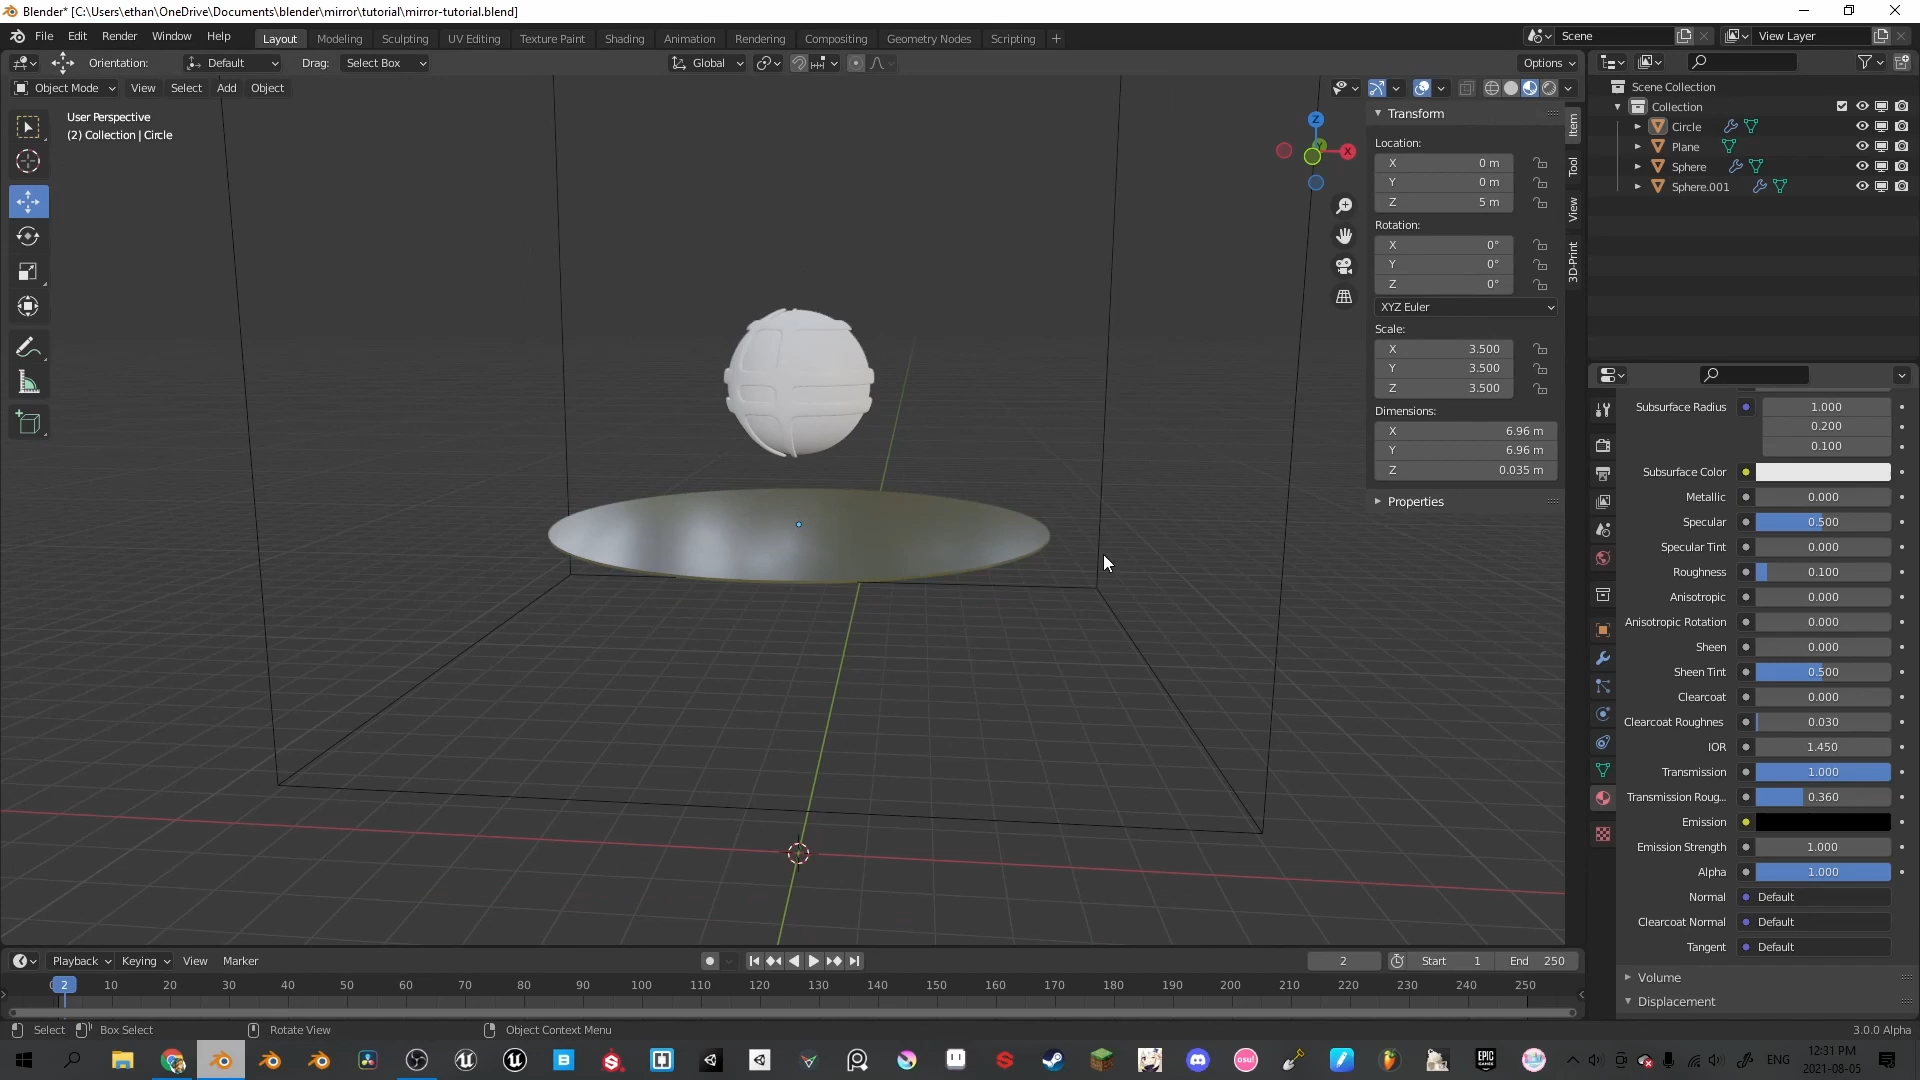 Blender* [C:\Users\ethan\OneDrive\Documents\blender\mirror\tutorial\mirror-tutorial.blend]
File Edit Render Window Help Layout Modeling Sculpting UV Editing Texture Paint Shading Animation Rendering Compositing Geometry Nodes Scripting + Scene View Layer
Orientation: Default Drag: Select Box Global Options
Object Mode View Select Add Object
User Perspective
(2) Collection | Circle
Z
Y
X
Transform
Location:
X 0 m
Y 0 m
Z 5 m
Rotation:
X 0°
Y 0°
Z 0°
XYZ Euler
Scale:
X 3.500
Y 3.500
Z 3.500
Dimensions:
X 6.96 m
Y 6.96 m
Z 0.035 m
Properties
Item
Tool
View
3D-Print
Scene Collection
Collection
Circle
Plane
Sphere
Sphere.001
Subsurface Radius 1.000
0.200
0.100
Subsurface Color
Metallic 0.000
Specular 0.500
Specular Tint 0.000
Roughness 0.100
Anisotropic 0.000
Anisotropic Rotation 0.000
Sheen 0.000
Sheen Tint 0.500
Clearcoat 0.000
Clearcoat Roughnes 0.030
IOR 1.450
Transmission 1.000
Transmission Roug... 0.360
Emission
Emission Strength 1.000
Alpha 1.000
Normal Default
Clearcoat Normal Default
Tangent Default
Volume
Displacement
Playback Keying View Marker 2 Start 1 End 250
2 10 20 30 40 50 60 70 80 90 100 110 120 130 140 150 160 170 180 190 200 210 220 230 240 250
Select Box Select Rotate View Object Context Menu 3.0.0 Alpha
osu! EPIC GAMES ENG 12:31 PM
2021-08-05